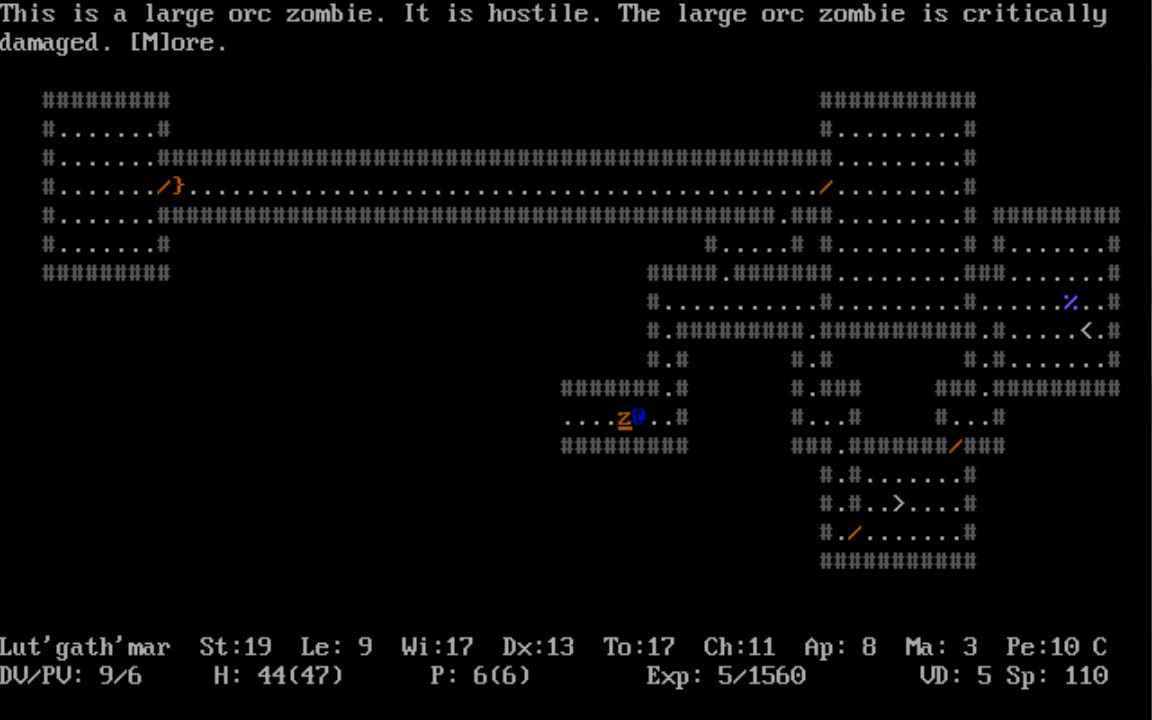 This is a large orc zombie. It is hostile. The large orc zombie is critically
damaged. [M]ore.
Lut'gath'mar St:19 Le: 9 Wi:17 Dx:13 To:17 Ch:11 Ap: 8 Ma: 3 Pe:10 C
DV/PV: 9/6 H: 44(47) P: 6(6) Exp: 5/1560 VD: 5 Sp: 110